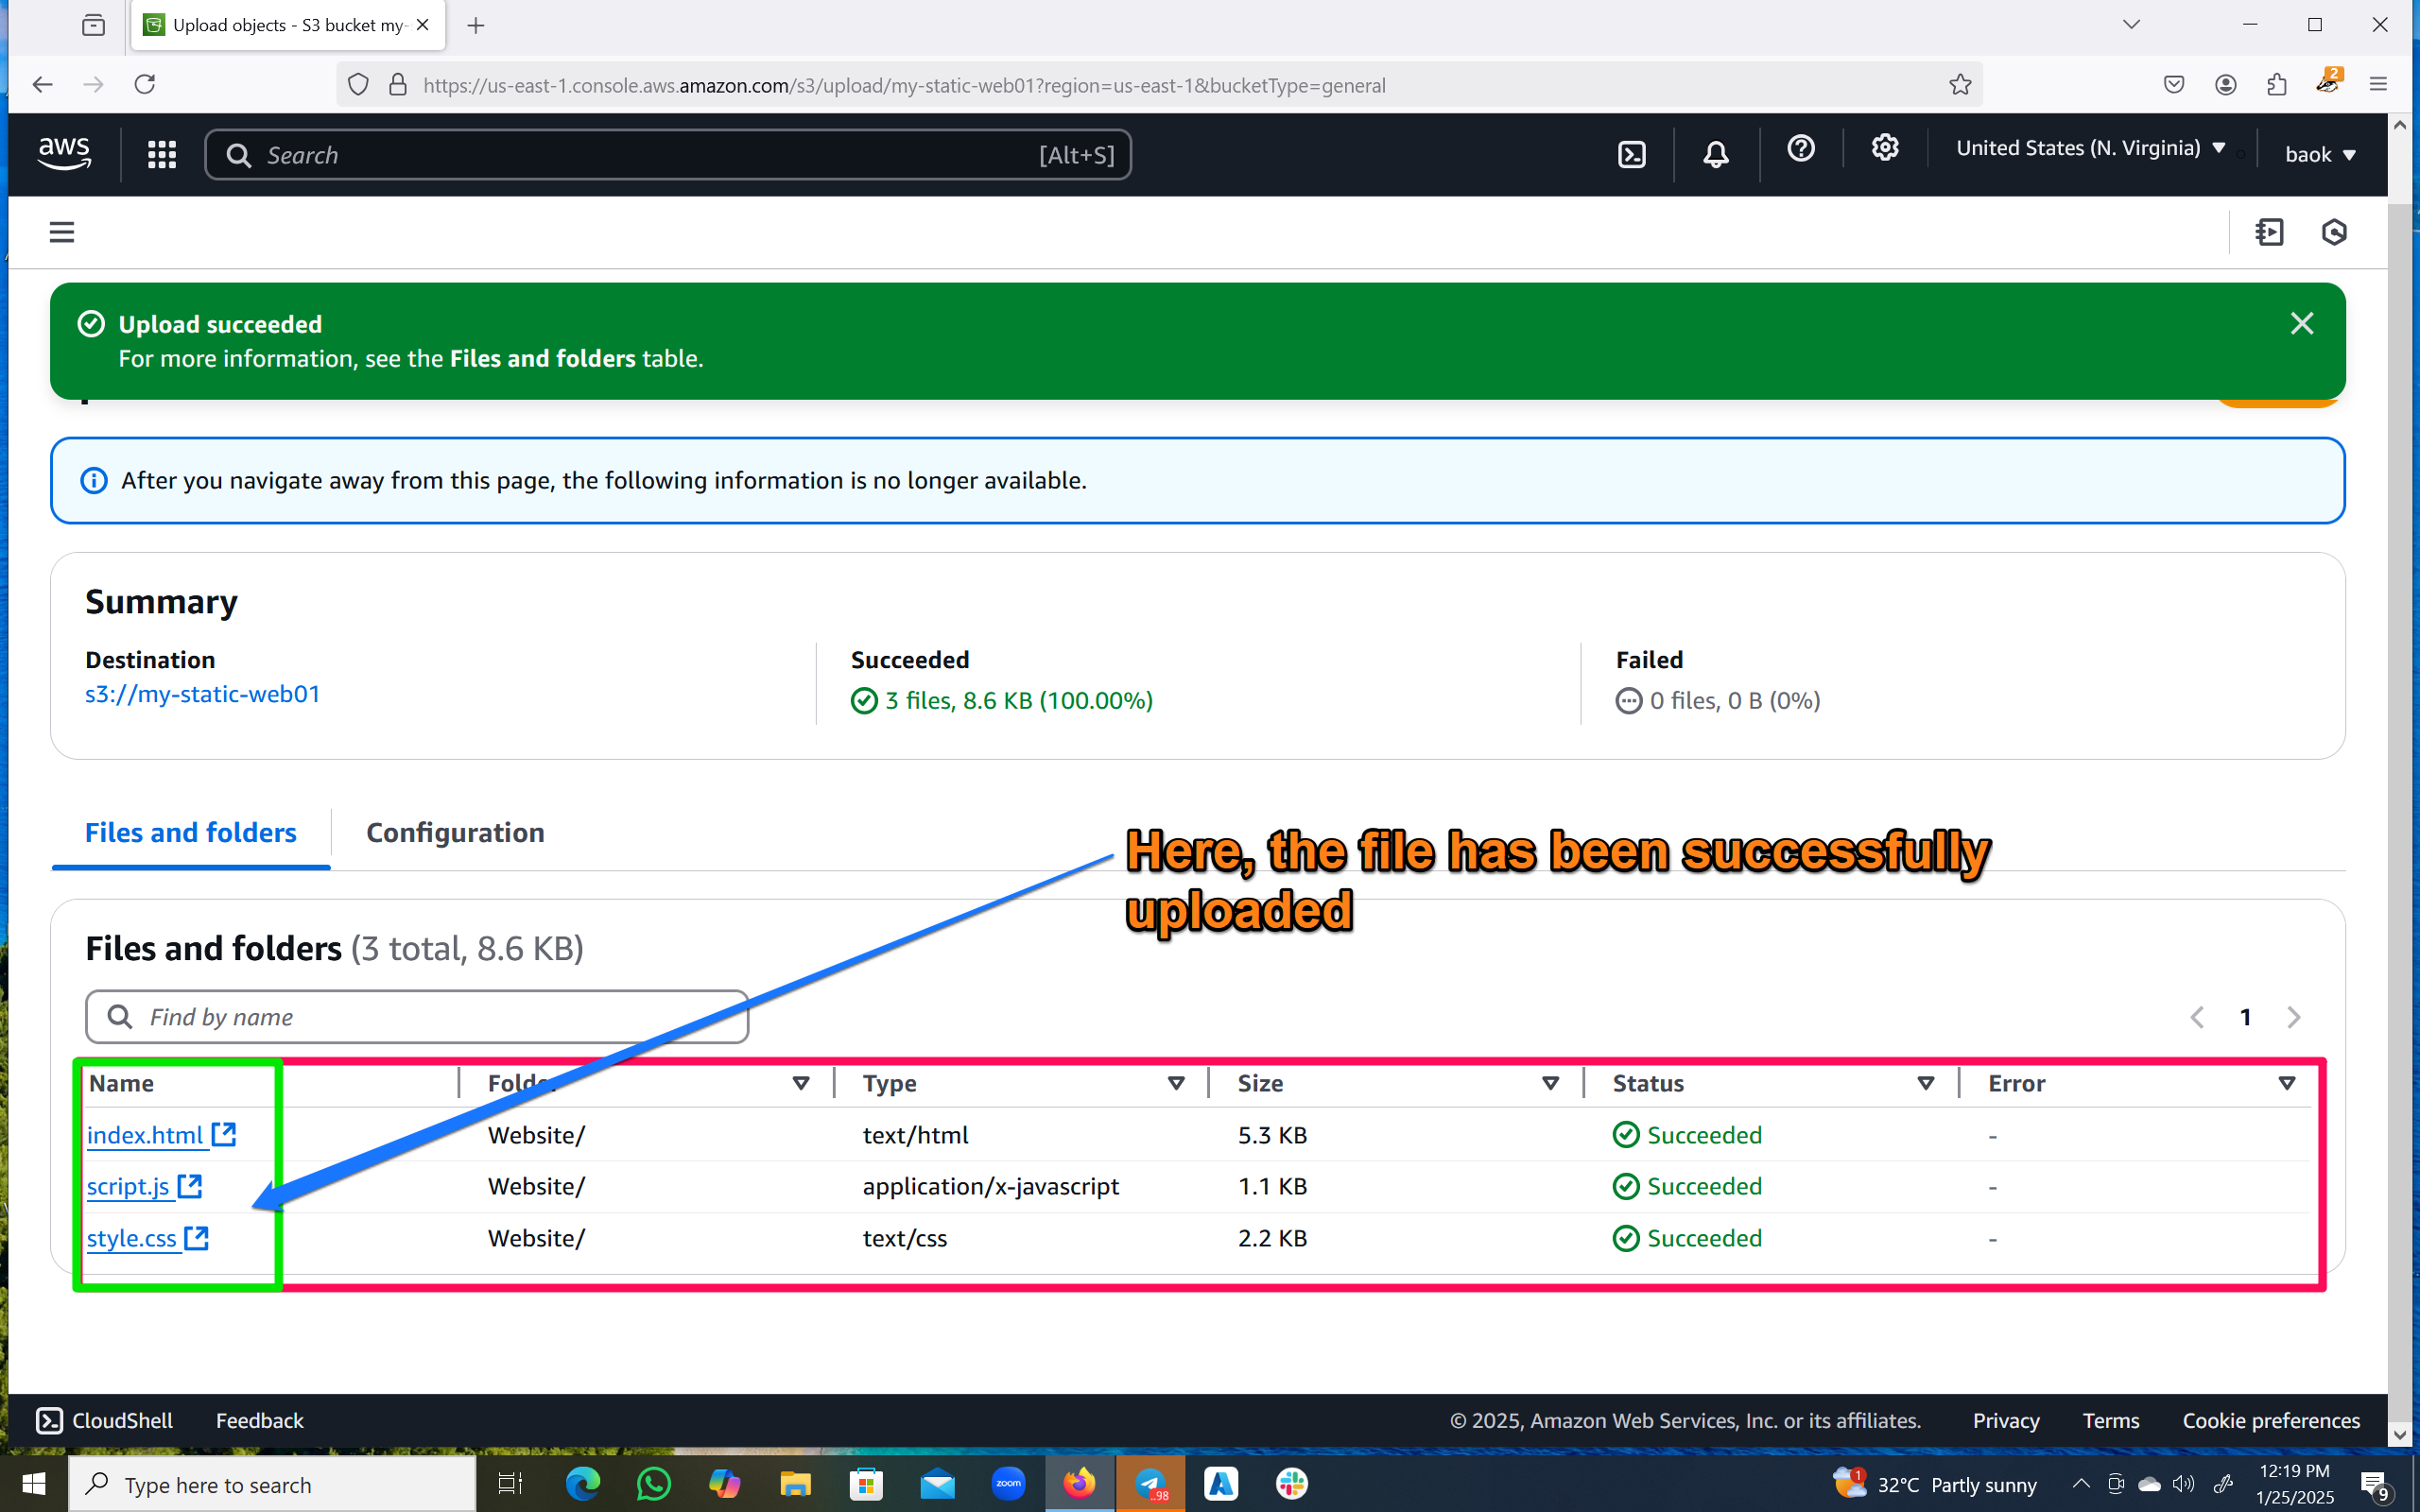 Upload objects - S3 bucket my-
https://us-east-1.console.aws.amazon.com/s3/upload/my-static-web01?region=us-east-1&bucketType=general
2
aws
Search
[Alt+S]
United States (N. Virginia)
baok
Upload succeeded
For more information, see the Files and folders table.
After you navigate away from this page, the following information is no longer available.
Summary
Destination
s3://my-static-web01
Succeeded
3 files, 8.6 KB (100.00%)
Failed
0 files, 0 B (0%)
Files and folders
Configuration
Here, the file has been successfully
uploaded
Files and folders (3 total, 8.6 KB)
Find by name
1
Name Folder Type Size Status Error
index.html Website/ text/html 5.3 KB Succeeded -
script.js Website/ application/x-javascript 1.1 KB Succeeded -
style.css Website/ text/css 2.2 KB Succeeded -
CloudShell Feedback © 2025, Amazon Web Services, Inc. or its affiliates. Privacy Terms Cookie preferences
Type here to search
zoom
..98
1
32°C Partly sunny
12:19 PM
1/25/2025
9